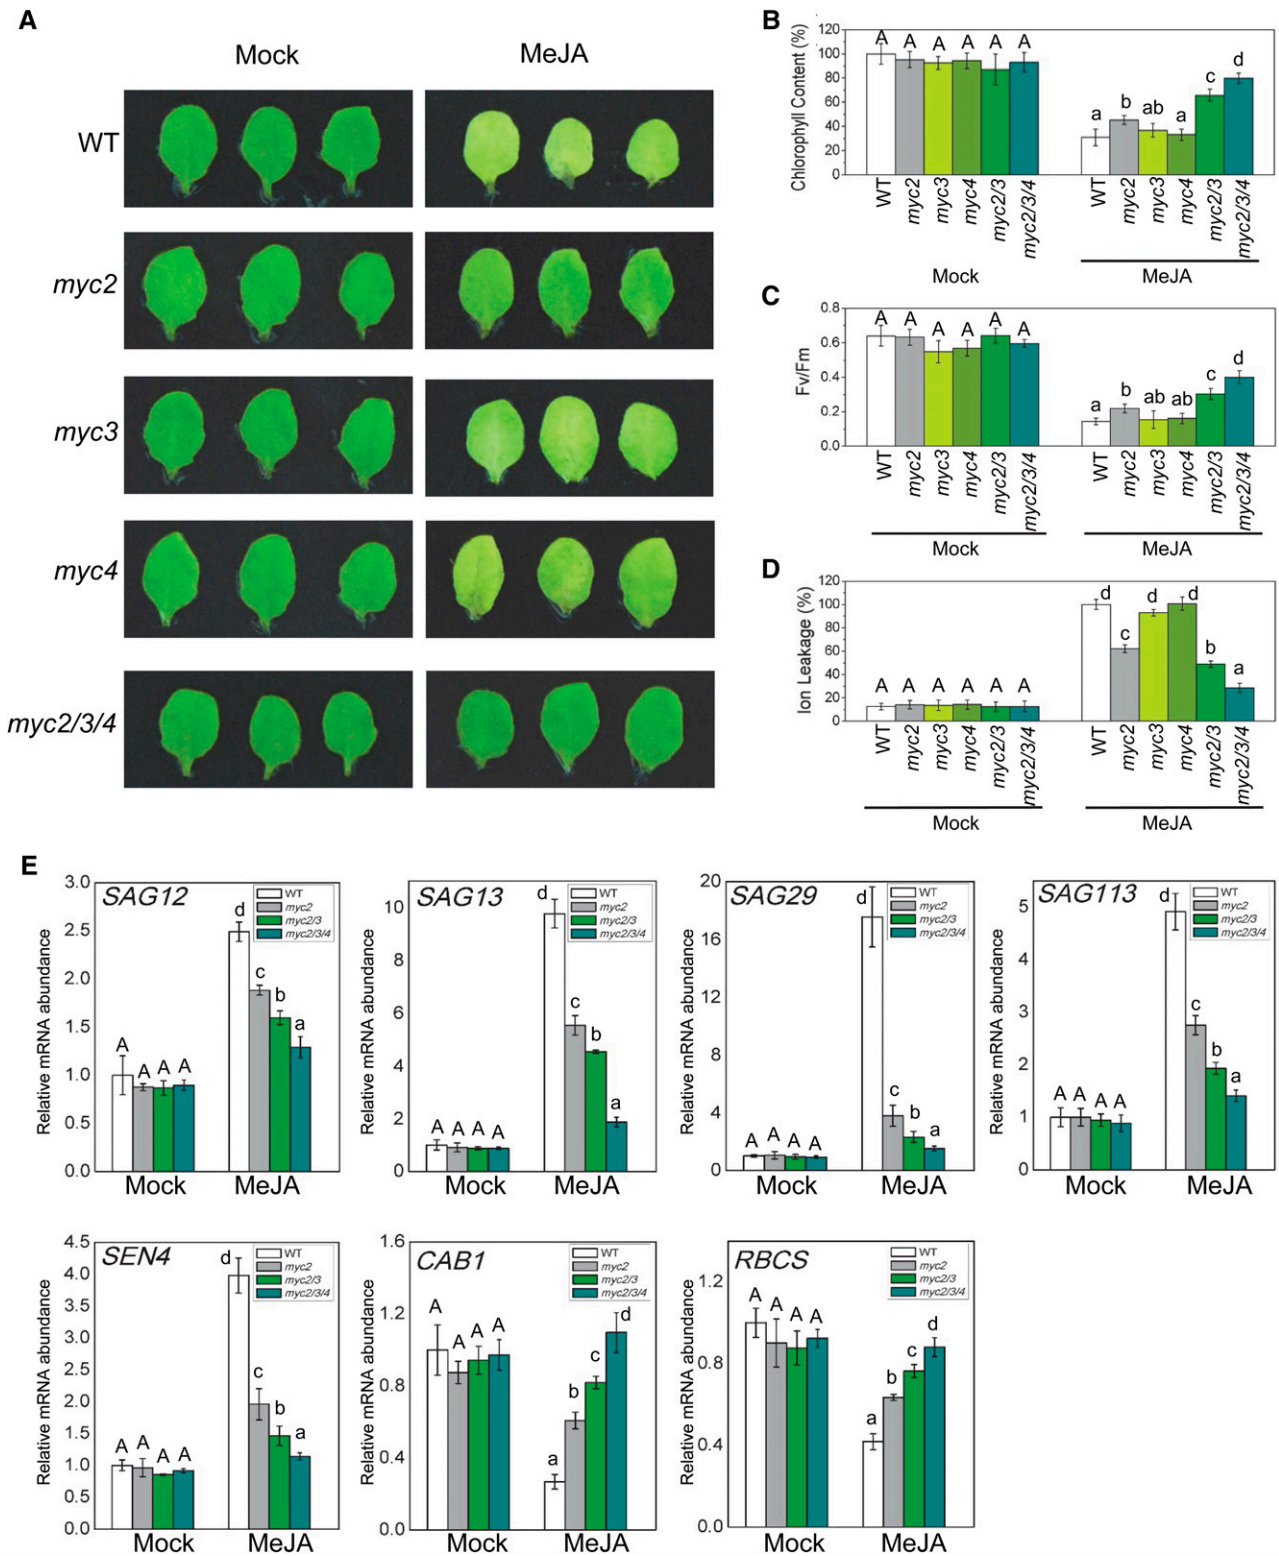 A
Mock MeJA
WT
myc2
myc3
myc4
myc2/3/4
B
Chlorophyll Content (%)
120
100
80
60
40
20
0
A A A A A A
a b ab a c d
WT myc2 myc3 myc4 myc2/3 myc2/3/4 WT myc2 myc3 myc4 myc2/3 myc2/3/4
Mock MeJA
C
Fv/Fm
0.8
0.6
0.4
0.2
0.0
A A A A A A
a b ab ab c d
WT myc2 myc3 myc4 myc2/3 myc2/3/4 WT myc2 myc3 myc4 myc2/3 myc2/3/4
Mock MeJA
D
Ion Leakage (%)
120
100
80
60
40
20
0
A A A A A A
d c d d b a
WT myc2 myc3 myc4 myc2/3 myc2/3/4 WT myc2 myc3 myc4 myc2/3 myc2/3/4
Mock MeJA
E
SAG12
Relative mRNA abundance
3.0
2.5
2.0
1.5
1.0
0.5
0.0
WT
myc2
myc2/3
myc2/3/4
A A A A
d c b a
Mock MeJA
SAG13
Relative mRNA abundance
10
8
6
4
2
0
WT
myc2
myc2/3
myc2/3/4
A A A A
d c b a
Mock MeJA
SAG29
Relative mRNA abundance
20
16
12
8
4
0
WT
myc2
myc2/3
myc2/3/4
A A A A
d c b a
Mock MeJA
SAG113
Relative mRNA abundance
5
4
3
2
1
0
WT
myc2
myc2/3
myc2/3/4
A A A A
d c b a
Mock MeJA
SEN4
Relative mRNA abundance
4.5
4.0
3.5
3.0
2.5
2.0
1.5
1.0
0.5
0.0
WT
myc2
myc2/3
myc2/3/4
A A A A
d c b a
Mock MeJA
CAB1
Relative mRNA abundance
1.6
1.2
0.8
0.4
0.0
WT
myc2
myc2/3
myc2/3/4
A A A A
a b c d
Mock MeJA
RBCS
Relative mRNA abundance
1.2
0.8
0.4
0.0
WT
myc2
myc2/3
myc2/3/4
A A A A
a b c d
Mock MeJA